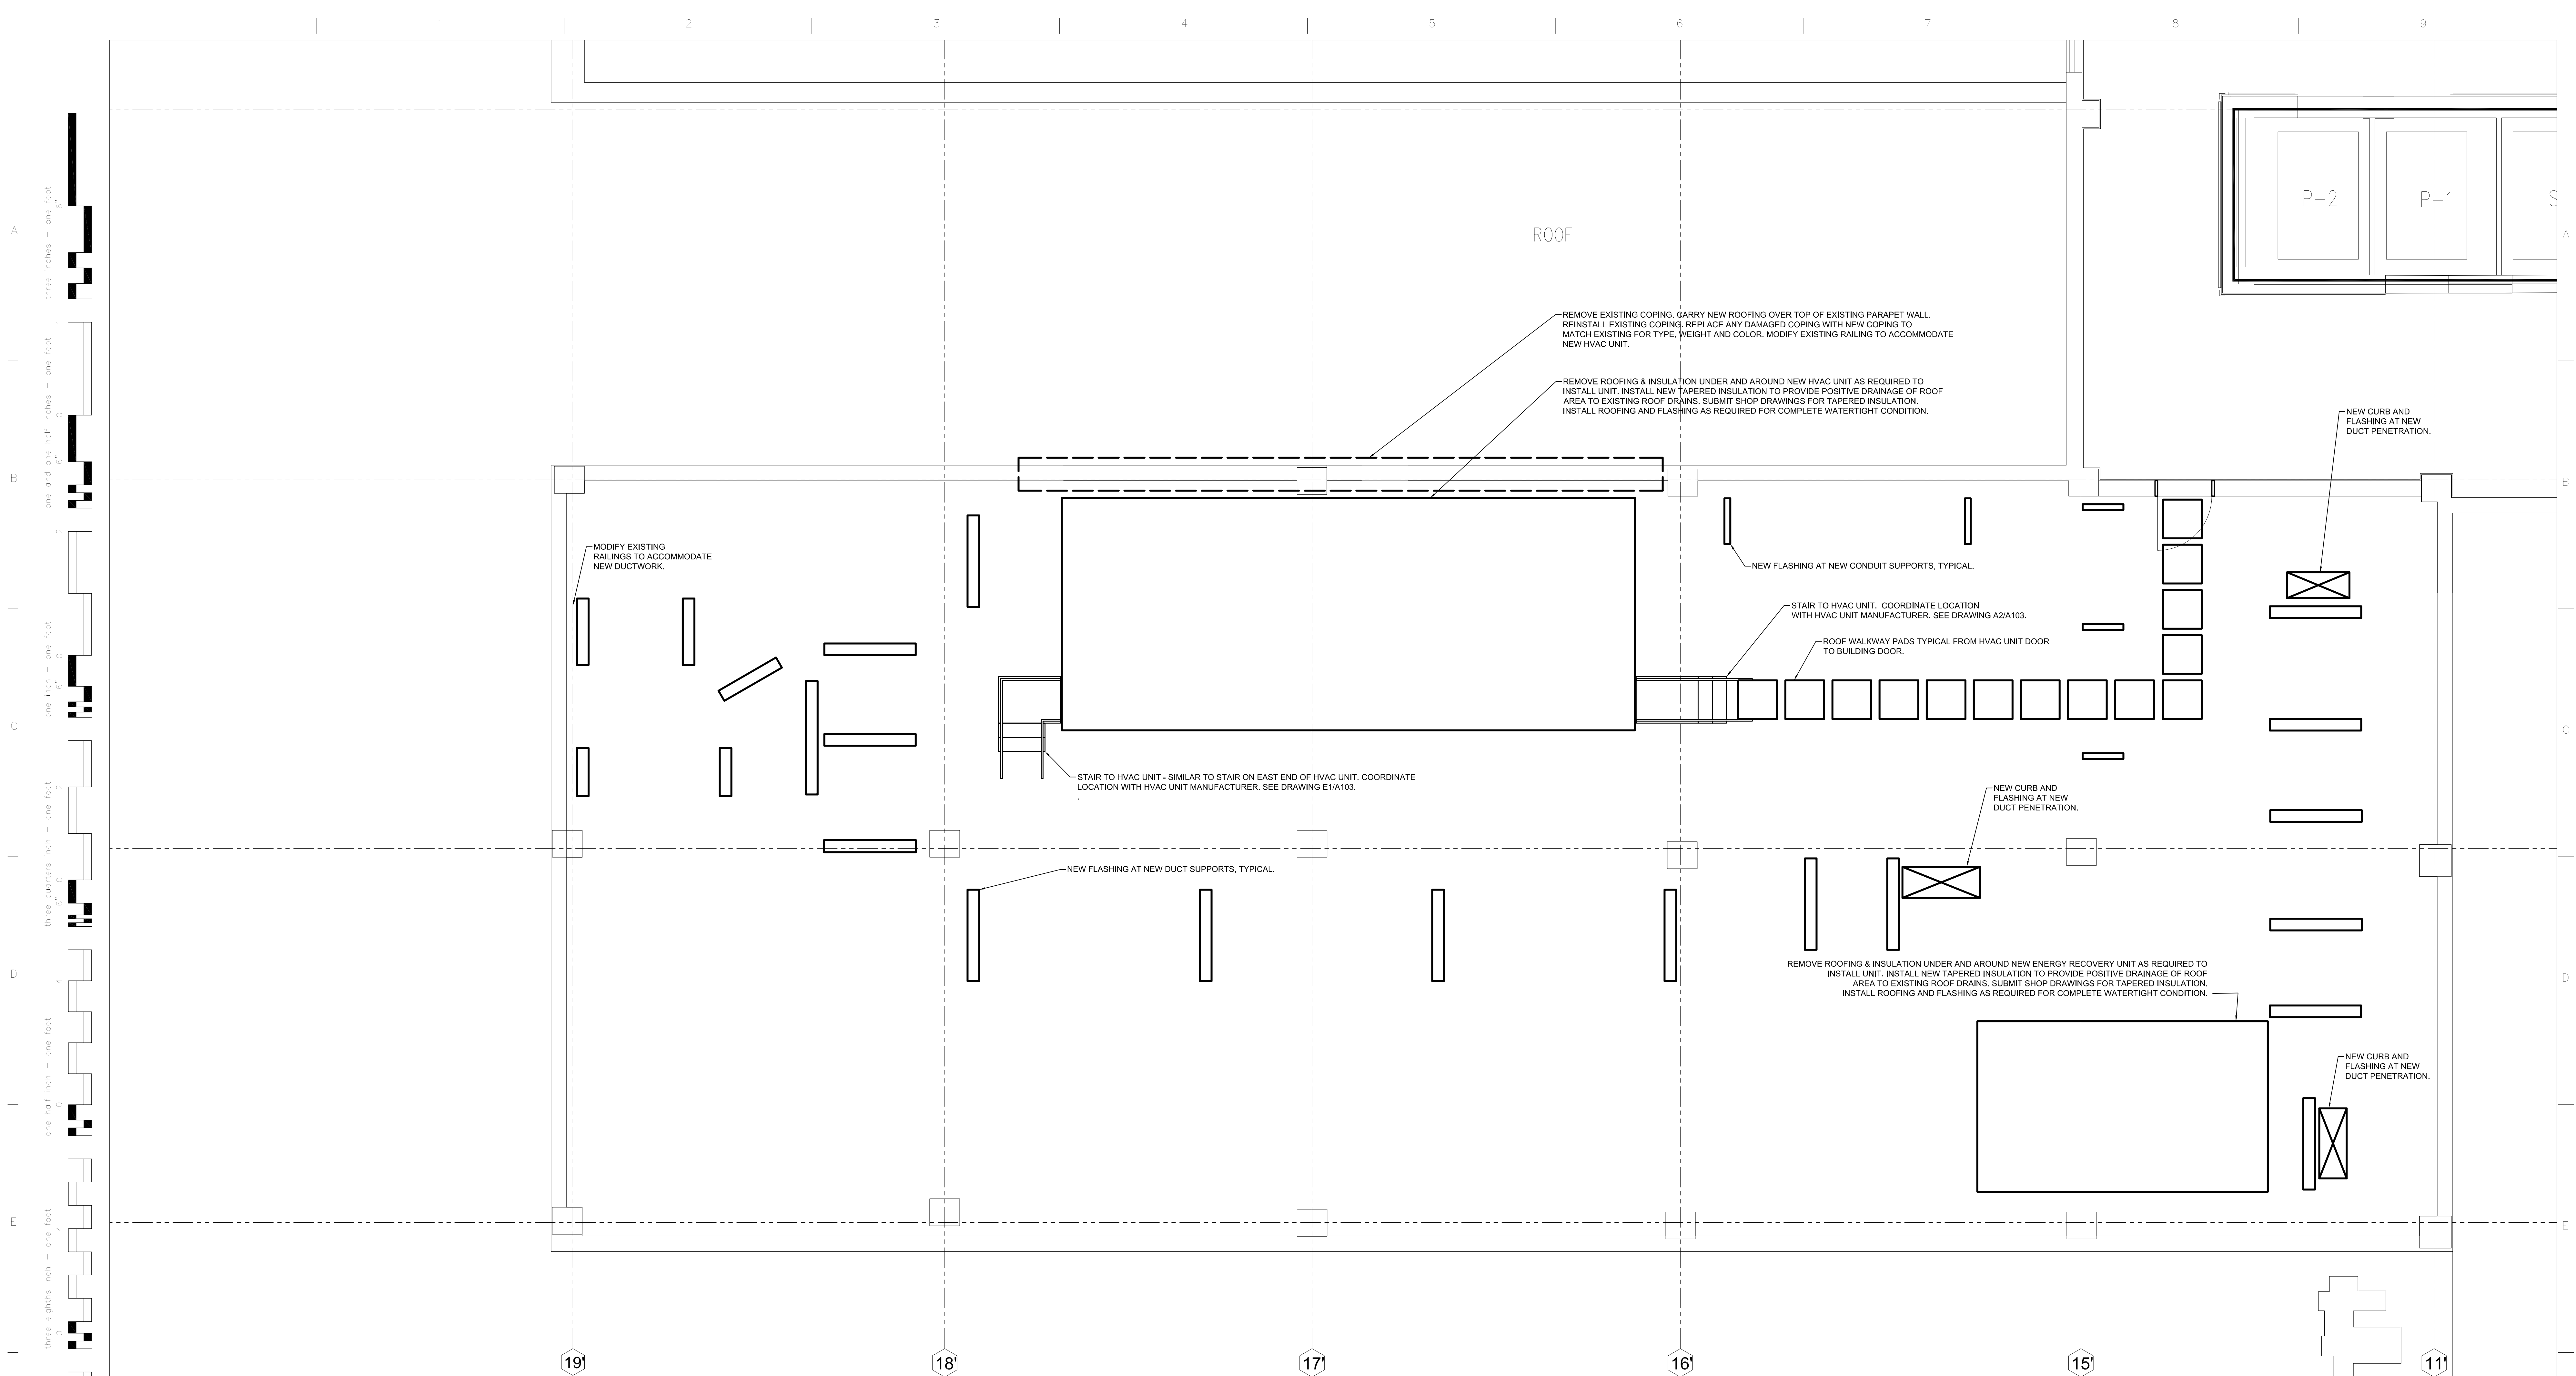 1 2 3 4 5 6 7 8 9
A
B
C
D
E
three inches = one foot
6"
one and one half inches = one foot
1
0
6"
one inch = one foot
2
0
6"
three quarters inch = one foot
2
0
6"
one half inch = one foot
4
0
three eighths inch = one foot
4
0
P-2
P-1
S
ROOF
REMOVE EXISTING COPING, CARRY NEW ROOFING OVER TOP OF EXISTING PARAPET WALL.
REINSTALL EXISTING COPING. REPLACE ANY DAMAGED COPING WITH NEW COPING TO
MATCH EXISTING FOR TYPE, WEIGHT AND COLOR. MODIFY EXISTING RAILING TO ACCOMMODATE
NEW HVAC UNIT.
REMOVE ROOFING & INSULATION UNDER AND AROUND NEW HVAC UNIT AS REQUIRED TO
INSTALL UNIT. INSTALL NEW TAPERED INSULATION TO PROVIDE POSITIVE DRAINAGE OF ROOF
AREA TO EXISTING ROOF DRAINS. SUBMIT SHOP DRAWINGS FOR TAPERED INSULATION.
INSTALL ROOFING AND FLASHING AS REQUIRED FOR COMPLETE WATERTIGHT CONDITION.
NEW CURB AND
FLASHING AT NEW
DUCT PENETRATION.
MODIFY EXISTING
RAILINGS TO ACCOMMODATE
NEW DUCTWORK.
NEW FLASHING AT NEW CONDUIT SUPPORTS, TYPICAL.
STAIR TO HVAC UNIT. COORDINATE LOCATION
WITH HVAC UNIT MANUFACTURER. SEE DRAWING A2/A103.
ROOF WALKWAY PADS TYPICAL FROM HVAC UNIT DOOR
TO BUILDING DOOR.
STAIR TO HVAC UNIT - SIMILAR TO STAIR ON EAST END OF HVAC UNIT. COORDINATE
LOCATION WITH HVAC UNIT MANUFACTURER. SEE DRAWING E1/A103.
.
NEW CURB AND
FLASHING AT NEW
DUCT PENETRATION.
NEW FLASHING AT NEW DUCT SUPPORTS, TYPICAL.
REMOVE ROOFING & INSULATION UNDER AND AROUND NEW ENERGY RECOVERY UNIT AS REQUIRED TO
INSTALL UNIT. INSTALL NEW TAPERED INSULATION TO PROVIDE POSITIVE DRAINAGE OF ROOF
AREA TO EXISTING ROOF DRAINS. SUBMIT SHOP DRAWINGS FOR TAPERED INSULATION.
INSTALL ROOFING AND FLASHING AS REQUIRED FOR COMPLETE WATERTIGHT CONDITION.
NEW CURB AND
FLASHING AT NEW
DUCT PENETRATION.
A
B
C
D
E
19' 18' 17' 16' 15' 11'